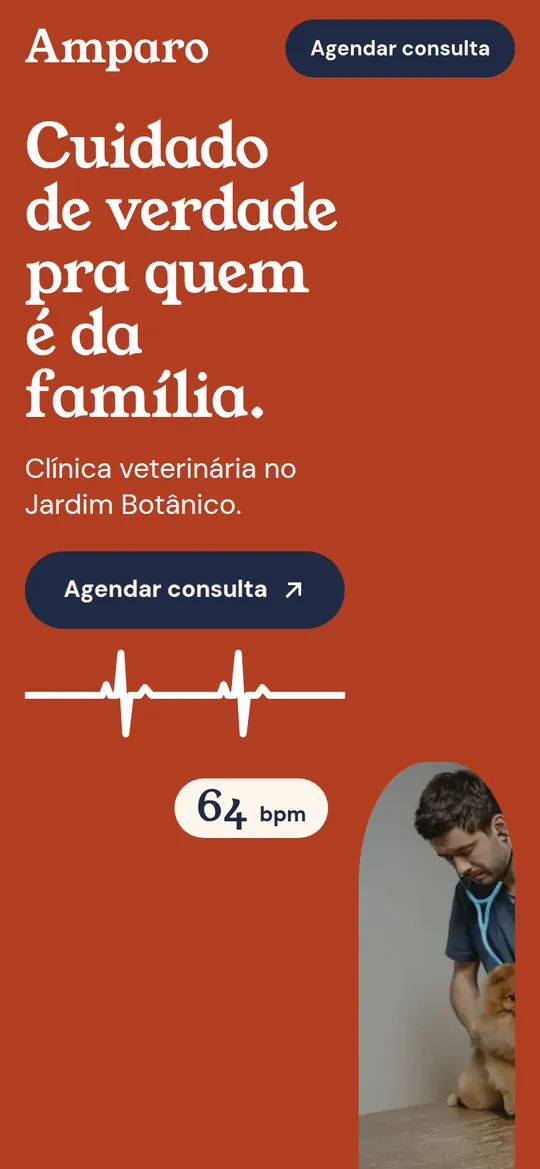 Amparo
Agendar consulta
Cuidado
de verdade
pra quem
é da
família.
Clínica veterinária no
Jardim Botânico.
Agendar consulta
64 bpm